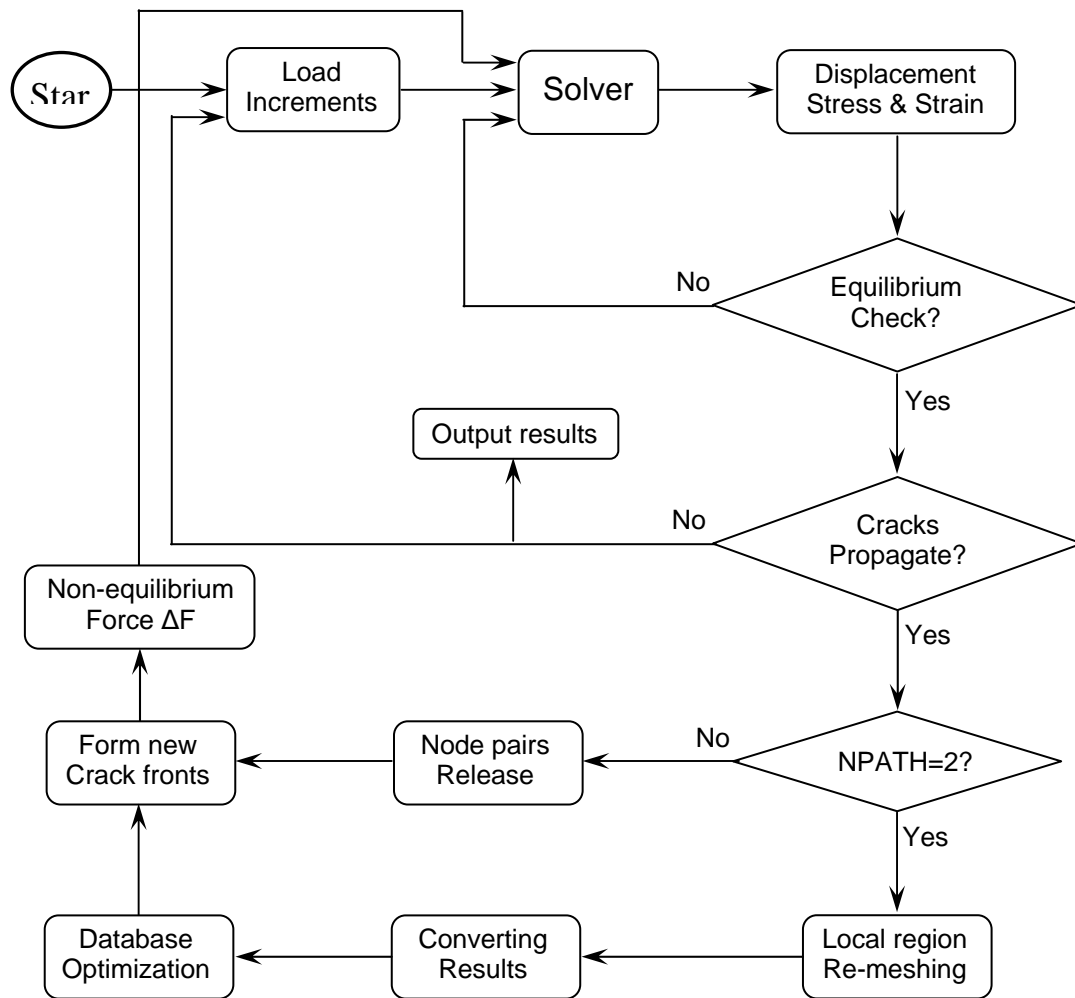 Star
Load
Increments
Solver
Displacement
Stress & Strain
No
Equilibrium
Check?
Yes
Output results
No
Cracks
Propagate?
Non-equilibrium
Force ΔF
Yes
Form new
Crack fronts
Node pairs
Release
No
NPATH=2?
Yes
Database
Optimization
Converting
Results
Local region
Re-meshing